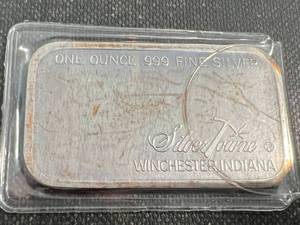 ONE OUNCE .999 FINE SILVER
SilverTowne ®
WINCHESTER, INDIANA